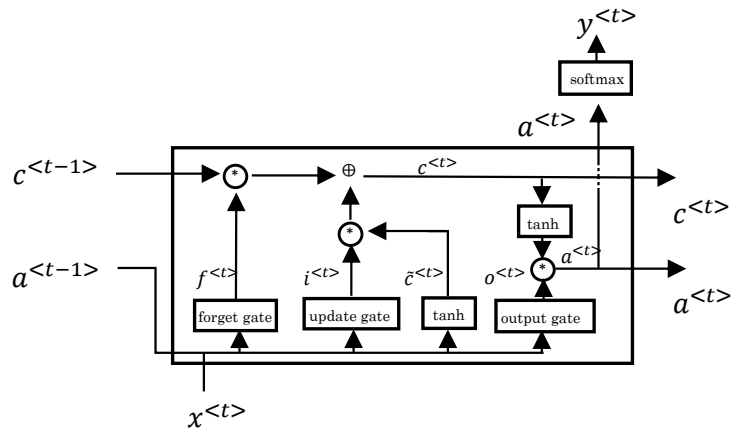 y^{<t>}
softmax
a^{<t>}
c^{<t-1>}
*
⊕
c^{<t>}
c^{<t>}
tanh
*
a^{<t-1>}
f^{<t>}
i^{<t>}
c̃^{<t>}
o^{<t>}
*
a^{<t>}
a^{<t>}
forget gate
update gate
tanh
output gate
x^{<t>}